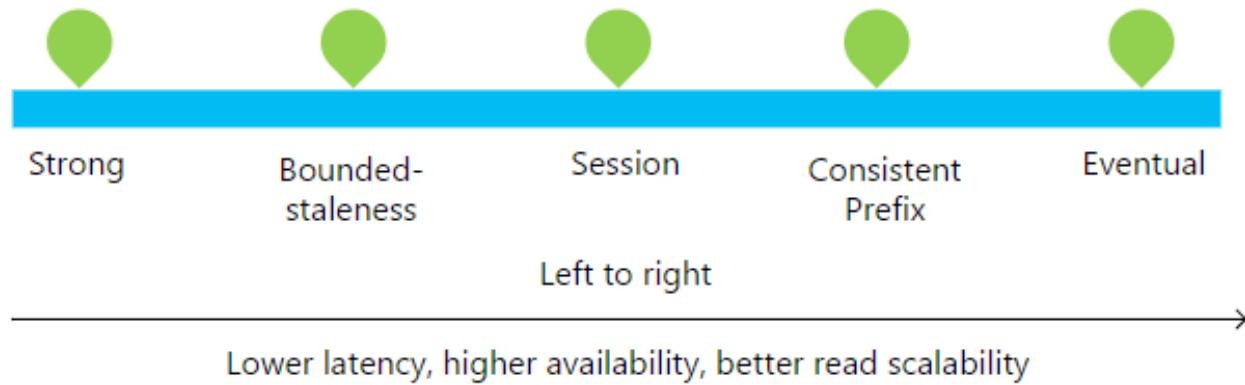 Strong
Bounded-
staleness
Session
Consistent
Prefix
Eventual
Left to right
Lower latency, higher availability, better read scalability